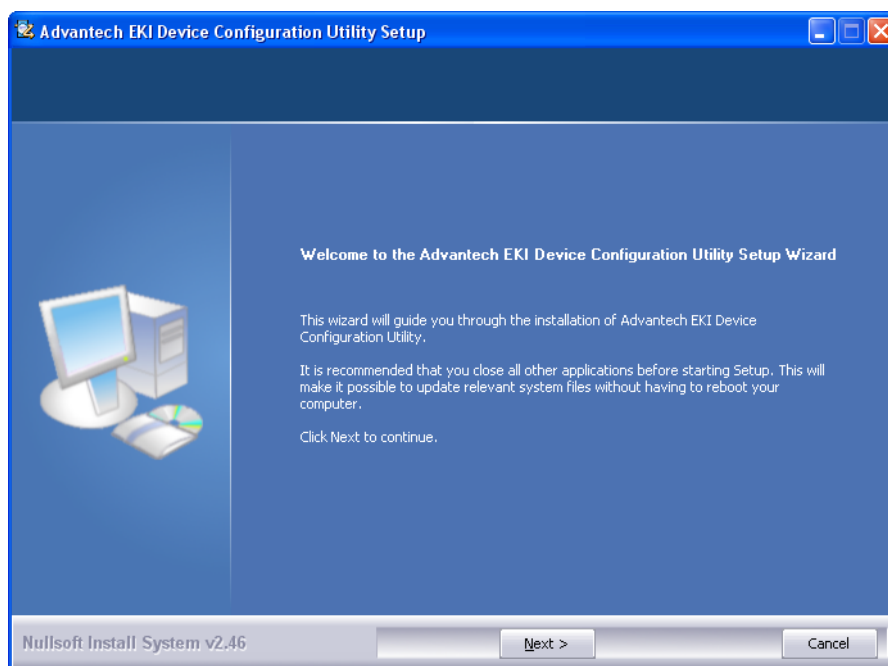 Advantech EKI Device Configuration Utility Setup
Welcome to the Advantech EKI Device Configuration Utility Setup Wizard
This wizard will guide you through the installation of Advantech EKI Device
Configuration Utility.
It is recommended that you close all other applications before starting Setup. This will
make it possible to update relevant system files without having to reboot your
computer.
Click Next to continue.
Nullsoft Install System v2.46
Next >
Cancel